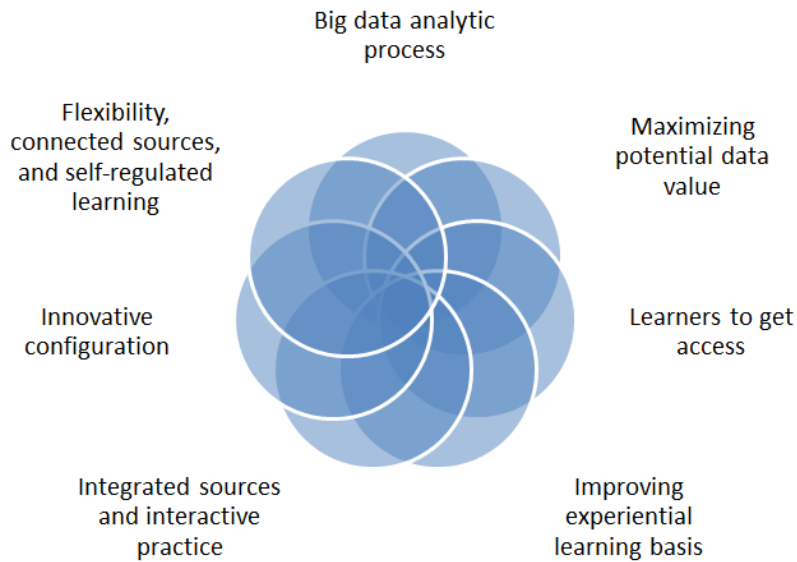 Big data analytic
process
Maximizing
potential data
value
Learners to get
access
Improving
experiential
learning basis
Integrated sources
and interactive
practice
Innovative
configuration
Flexibility,
connected sources,
and self-regulated
learning